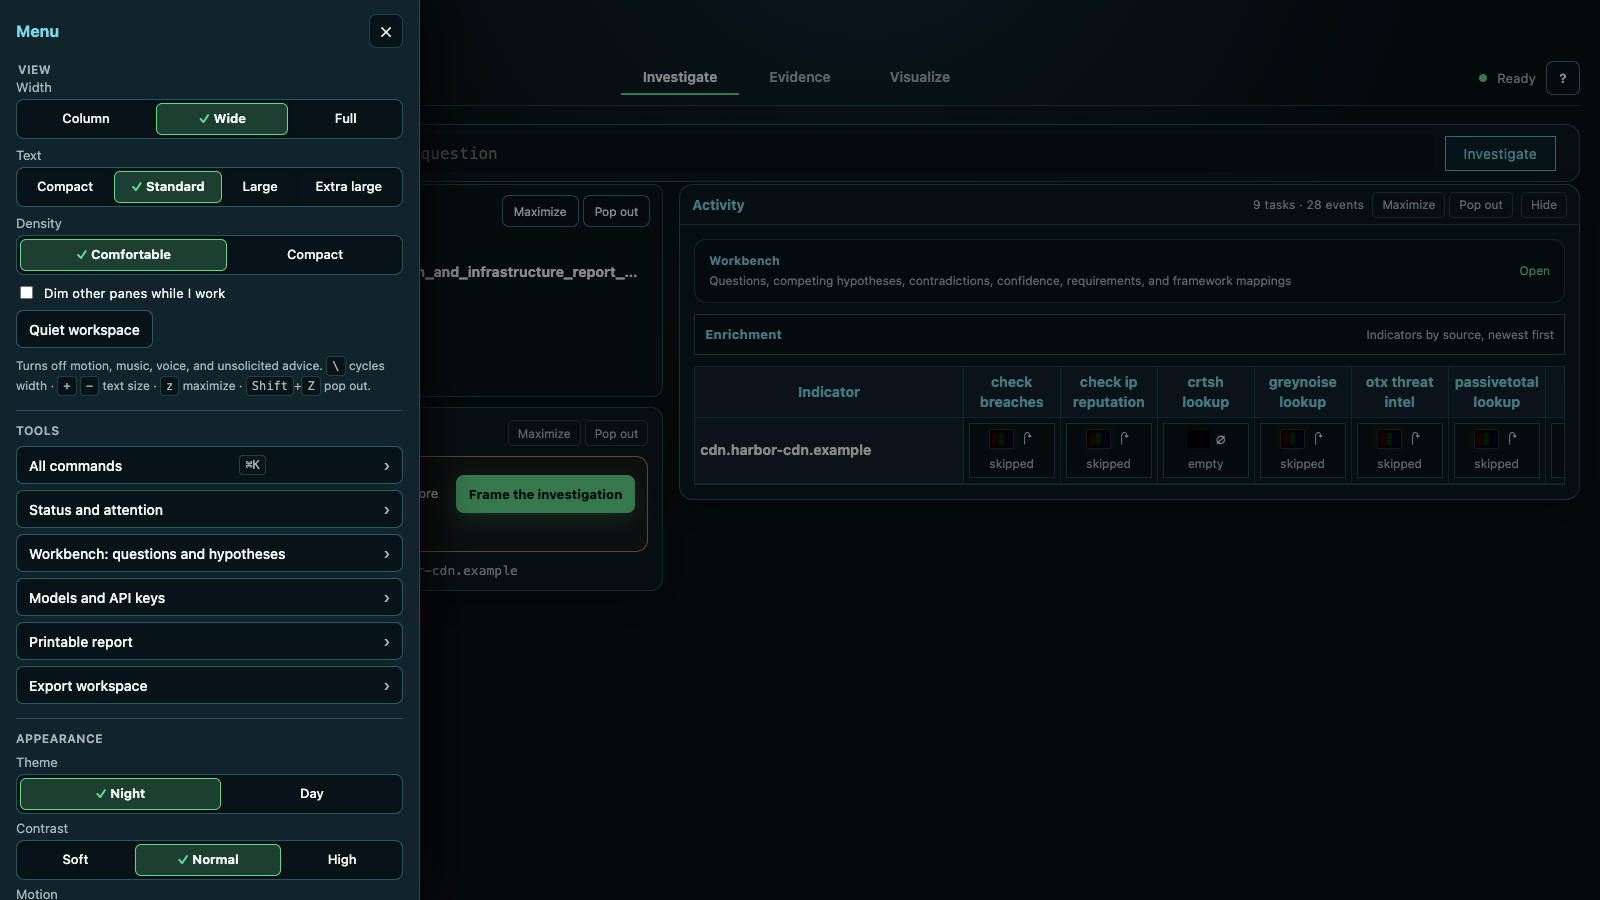 Menu
✕
VIEW
Width
Column
✓ Wide
Full
Text
Compact
✓ Standard
Large
Extra large
Density
✓ Comfortable
Compact
Dim other panes while I work
Quiet workspace
Turns off motion, music, voice, and unsolicited advice. \ cycles
width · + − text size · z maximize · Shift+Z pop out.
TOOLS
All commands ⌘K ›
Status and attention ›
Workbench: questions and hypotheses ›
Models and API keys ›
Printable report ›
Export workspace ›
APPEARANCE
Theme
✓ Night
Day
Contrast
Soft
✓ Normal
High
Motion
Investigate
Evidence
Visualize
Ready
?
question
Investigate
Maximize
Pop out
_and_infrastructure_report_...
Maximize
Pop out
ore
Frame the investigation
-cdn.example
Activity
9 tasks · 28 events
Maximize
Pop out
Hide
Workbench
Questions, competing hypotheses, contradictions, confidence, requirements, and framework mappings
Open
Enrichment
Indicators by source, newest first
Indicator
check
breaches
check ip
reputation
crtsh
lookup
greynoise
lookup
otx threat
intel
passivetotal
lookup
cdn.harbor-cdn.example
skipped
skipped
∅
empty
skipped
skipped
skipped